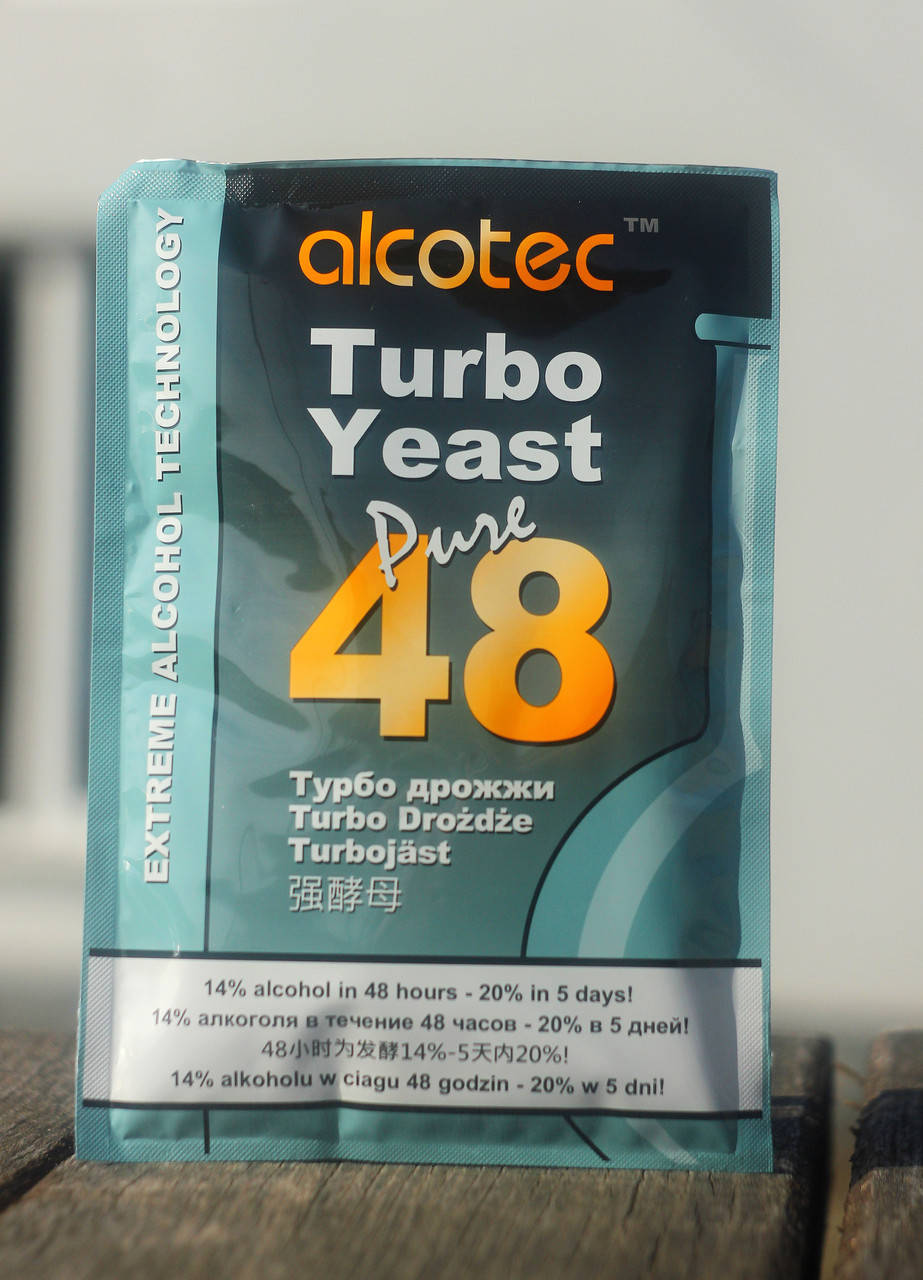 alcotec™
Turbo
Yeast
Pure
48
Турбо дрожжи
Turbo Drożdże
Turbojäst
强酵母
EXTREME ALCOHOL TECHNOLOGY
14% alcohol in 48 hours - 20% in 5 days!
14% алкоголя в течение 48 часов - 20% в 5 дней!
48小时为发酵14%-5天内20%!
14% alkoholu w ciagu 48 godzin - 20% w 5 dni!